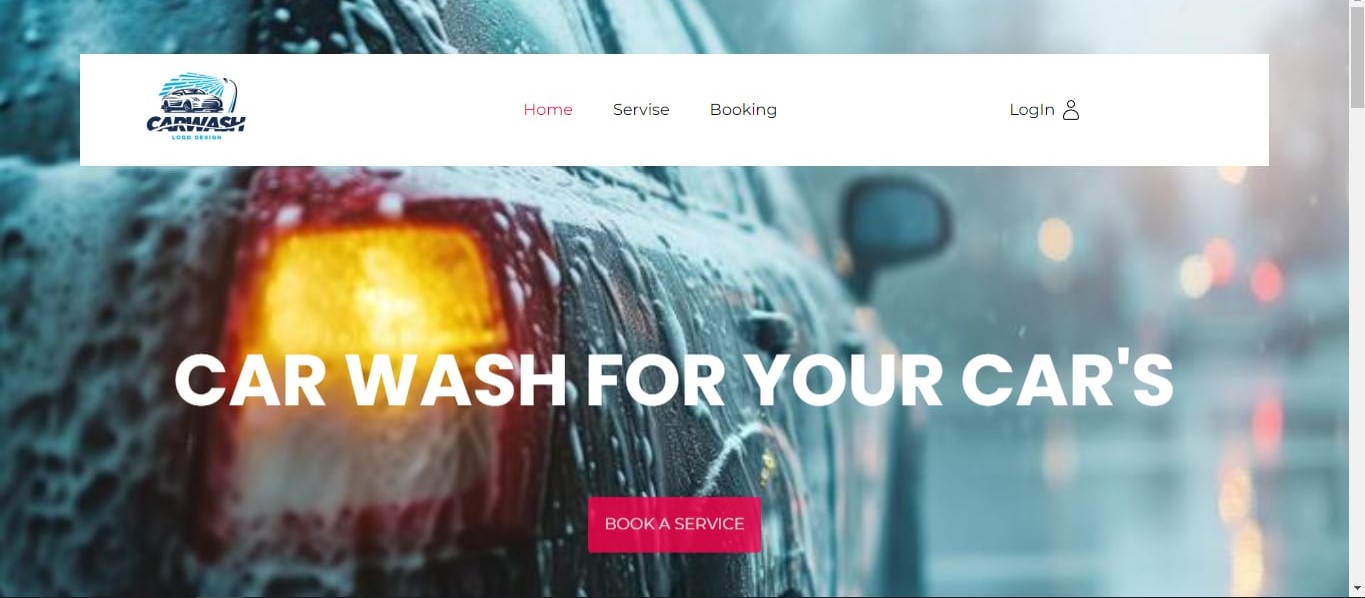 CARWASH
LOGO DESIGN
Home Servise Booking LogIn
CAR WASH FOR YOUR CAR'S
BOOK A SERVICE